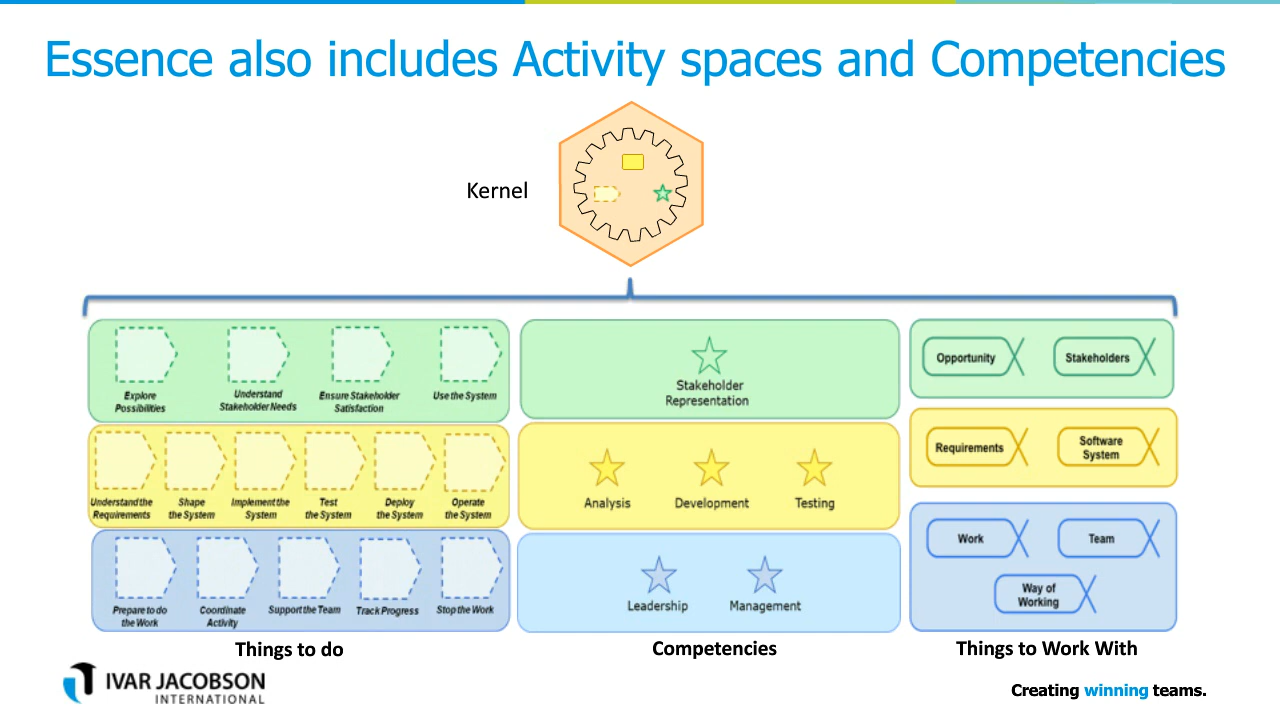 Essence also includes Activity spaces and Competencies
Kernel
Explore
Possibilities
Understand
Stakeholder Needs
Ensure Stakeholder
Satisfaction
Use the System
Understand the
Requirements
Shape
the System
Implement the
System
Test
the System
Deploy
the System
Operate
the System
Prepare to do
the Work
Coordinate
Activity
Support the Team
Track Progress
Stop the Work
Things to do
Stakeholder
Representation
Analysis
Development
Testing
Leadership
Management
Competencies
Opportunity
Stakeholders
Requirements
Software
System
Work
Team
Way of
Working
Things to Work With
IVAR JACOBSON
INTERNATIONAL
Creating winning teams.